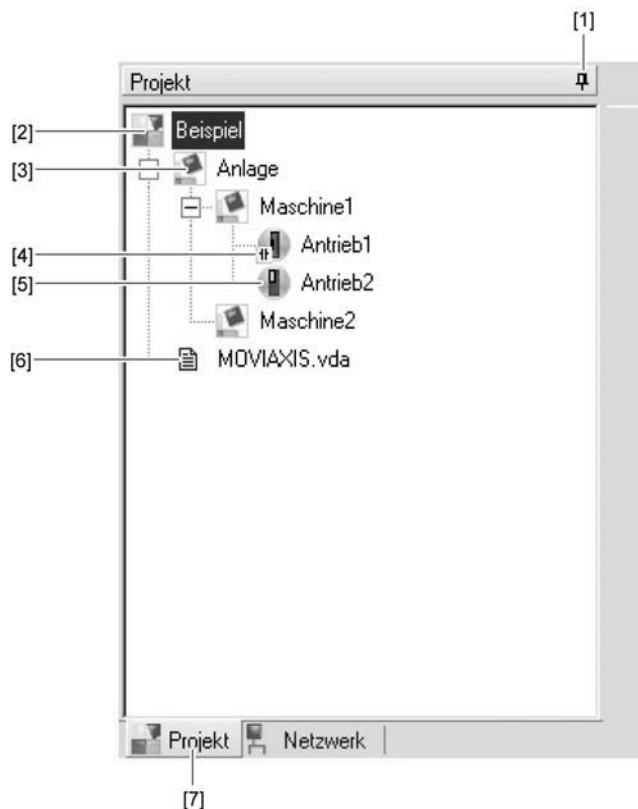 [1]
Projekt
[2] Beispiel
[3] Anlage
Maschine1
[4] Antrieb1
[5] Antrieb2
Maschine2
[6] MOVIAXIS.vda
Projekt Netzwerk
[7]